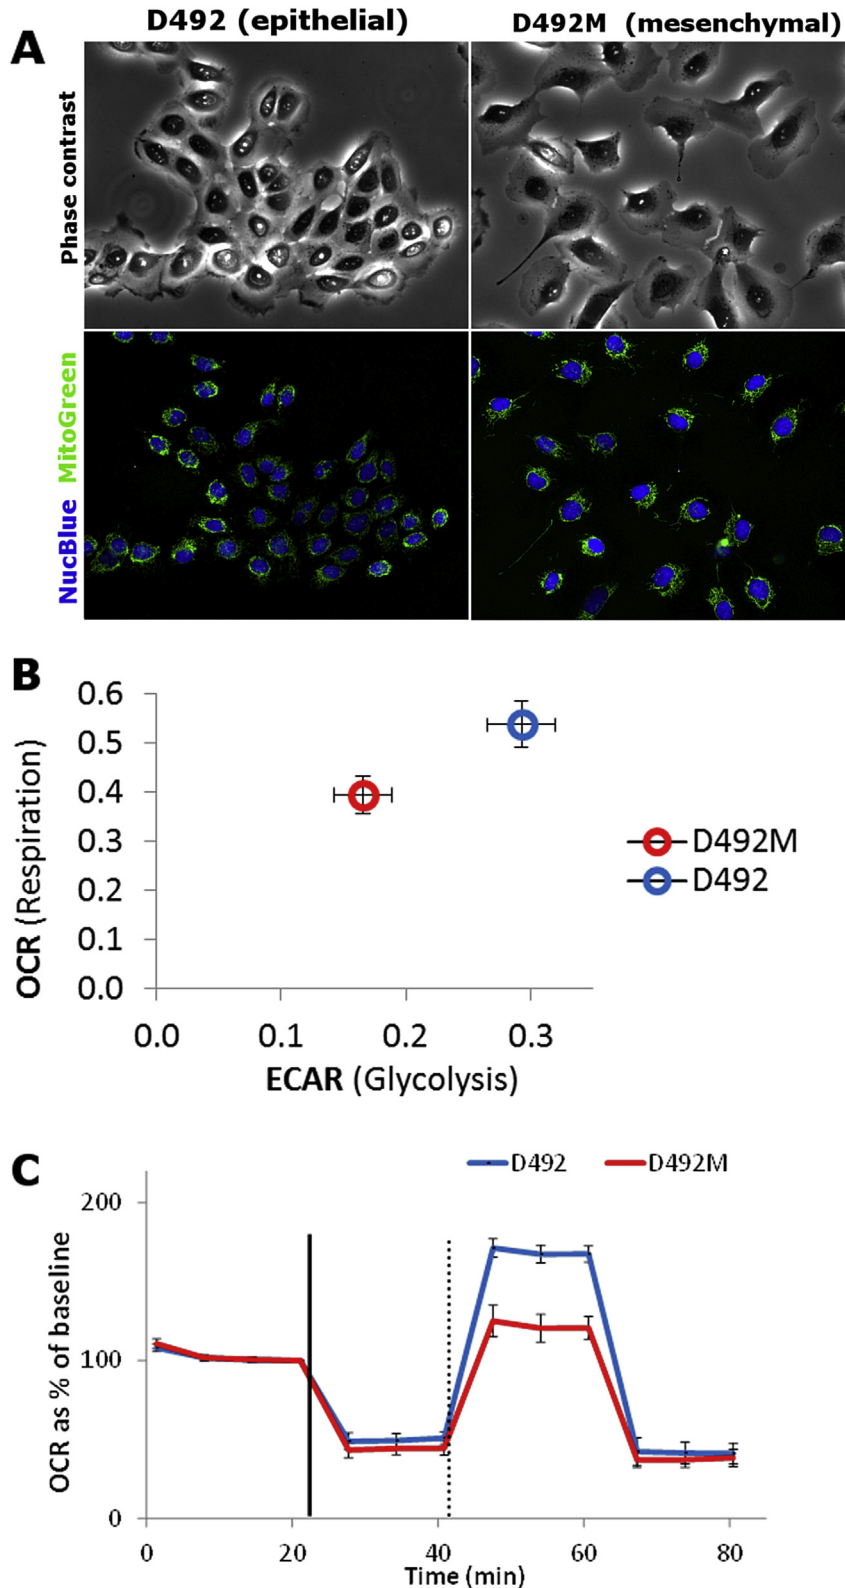 D492 (epithelial)
D492M (mesenchymal)
A
Phase contrast
NucBlue MitoGreen
B
0.6
0.5
0.4
0.3
0.2
0.1
0.0
OCR (Respiration)
0.0 0.1 0.2 0.3
ECAR (Glycolysis)
D492M
D492
C
D492 D492M
200
100
0
OCR as % of baseline
0 20 40 60 80
Time (min)